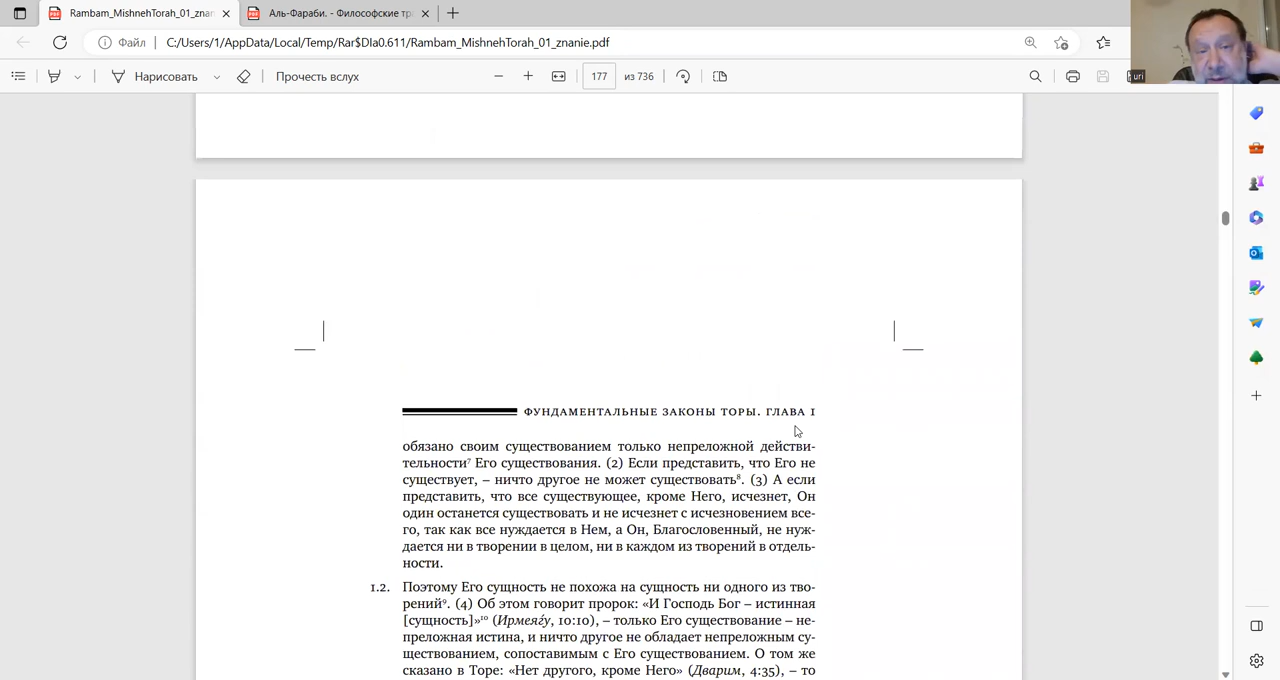 Rambam_MishnehTorah_01_znan
Аль-Фараби. - Философские тр
Файл
C:/Users/1/AppData/Local/Temp/Rar$DIa0.611/Rambam_MishnehTorah_01_znanie.pdf
Нарисовать
Прочесть вслух
177 из 736
uri
ФУНДАМЕНТАЛЬНЫЕ ЗАКОНЫ ТОРЫ. ГЛАВА I
обязано своим существованием только непреложной действи-
тельности⁷ Его существования. (2) Если представить, что Его не
существует, – ничто другое не может существовать⁸. (3) А если
представить, что все существующее, кроме Него, исчезнет, Он
один останется существовать и не исчезнет с исчезновением все-
го, так как все нуждается в Нем, а Он, Благословенный, не нуж-
дается ни в творении в целом, ни в каждом из творений в отдель-
ности.
1.2. Поэтому Его сущность не похожа на сущность ни одного из тво-
рений⁹. (4) Об этом говорит пророк: «И Господь Бог – истинная
[сущность]»¹⁰ (Ирмеяѓу, 10:10), – только Его существование – не-
преложная истина, и ничто другое не обладает непреложным су-
ществованием, сопоставимым с Его существованием. О том же
сказано в Торе: «Нет другого, кроме Него» (Дварим, 4:35), – то